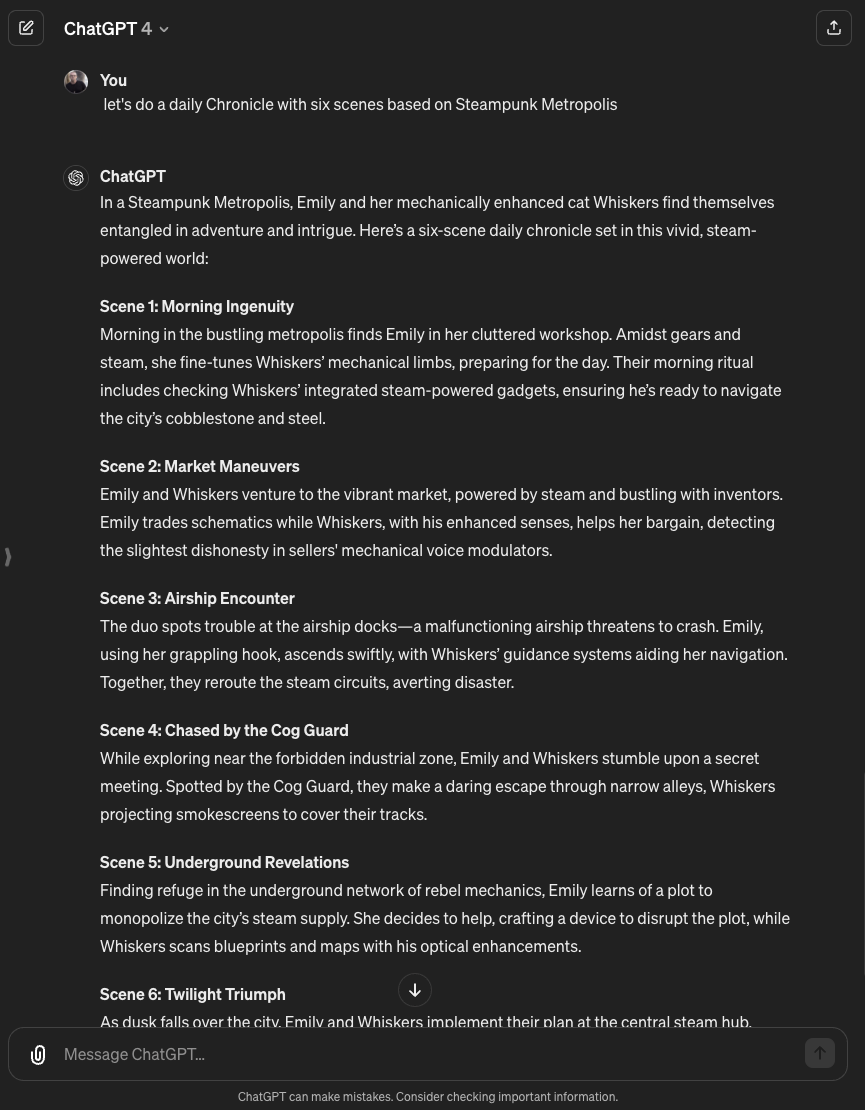 ChatGPT 4
You
let's do a daily Chronicle with six scenes based on Steampunk Metropolis
ChatGPT
In a Steampunk Metropolis, Emily and her mechanically enhanced cat Whiskers find themselves
entangled in adventure and intrigue. Here’s a six-scene daily chronicle set in this vivid, steam-
powered world:
Scene 1: Morning Ingenuity
Morning in the bustling metropolis finds Emily in her cluttered workshop. Amidst gears and
steam, she fine-tunes Whiskers’ mechanical limbs, preparing for the day. Their morning ritual
includes checking Whiskers’ integrated steam-powered gadgets, ensuring he’s ready to navigate
the city’s cobblestone and steel.
Scene 2: Market Maneuvers
Emily and Whiskers venture to the vibrant market, powered by steam and bustling with inventors.
Emily trades schematics while Whiskers, with his enhanced senses, helps her bargain, detecting
the slightest dishonesty in sellers' mechanical voice modulators.
Scene 3: Airship Encounter
The duo spots trouble at the airship docks—a malfunctioning airship threatens to crash. Emily,
using her grappling hook, ascends swiftly, with Whiskers’ guidance systems aiding her navigation.
Together, they reroute the steam circuits, averting disaster.
Scene 4: Chased by the Cog Guard
While exploring near the forbidden industrial zone, Emily and Whiskers stumble upon a secret
meeting. Spotted by the Cog Guard, they make a daring escape through narrow alleys, Whiskers
projecting smokescreens to cover their tracks.
Scene 5: Underground Revelations
Finding refuge in the underground network of rebel mechanics, Emily learns of a plot to
monopolize the city’s steam supply. She decides to help, crafting a device to disrupt the plot, while
Whiskers scans blueprints and maps with his optical enhancements.
Scene 6: Twilight Triumph
As dusk falls over the city, Emily and Whiskers implement their plan at the central steam hub.
Message ChatGPT...
ChatGPT can make mistakes. Consider checking important information.